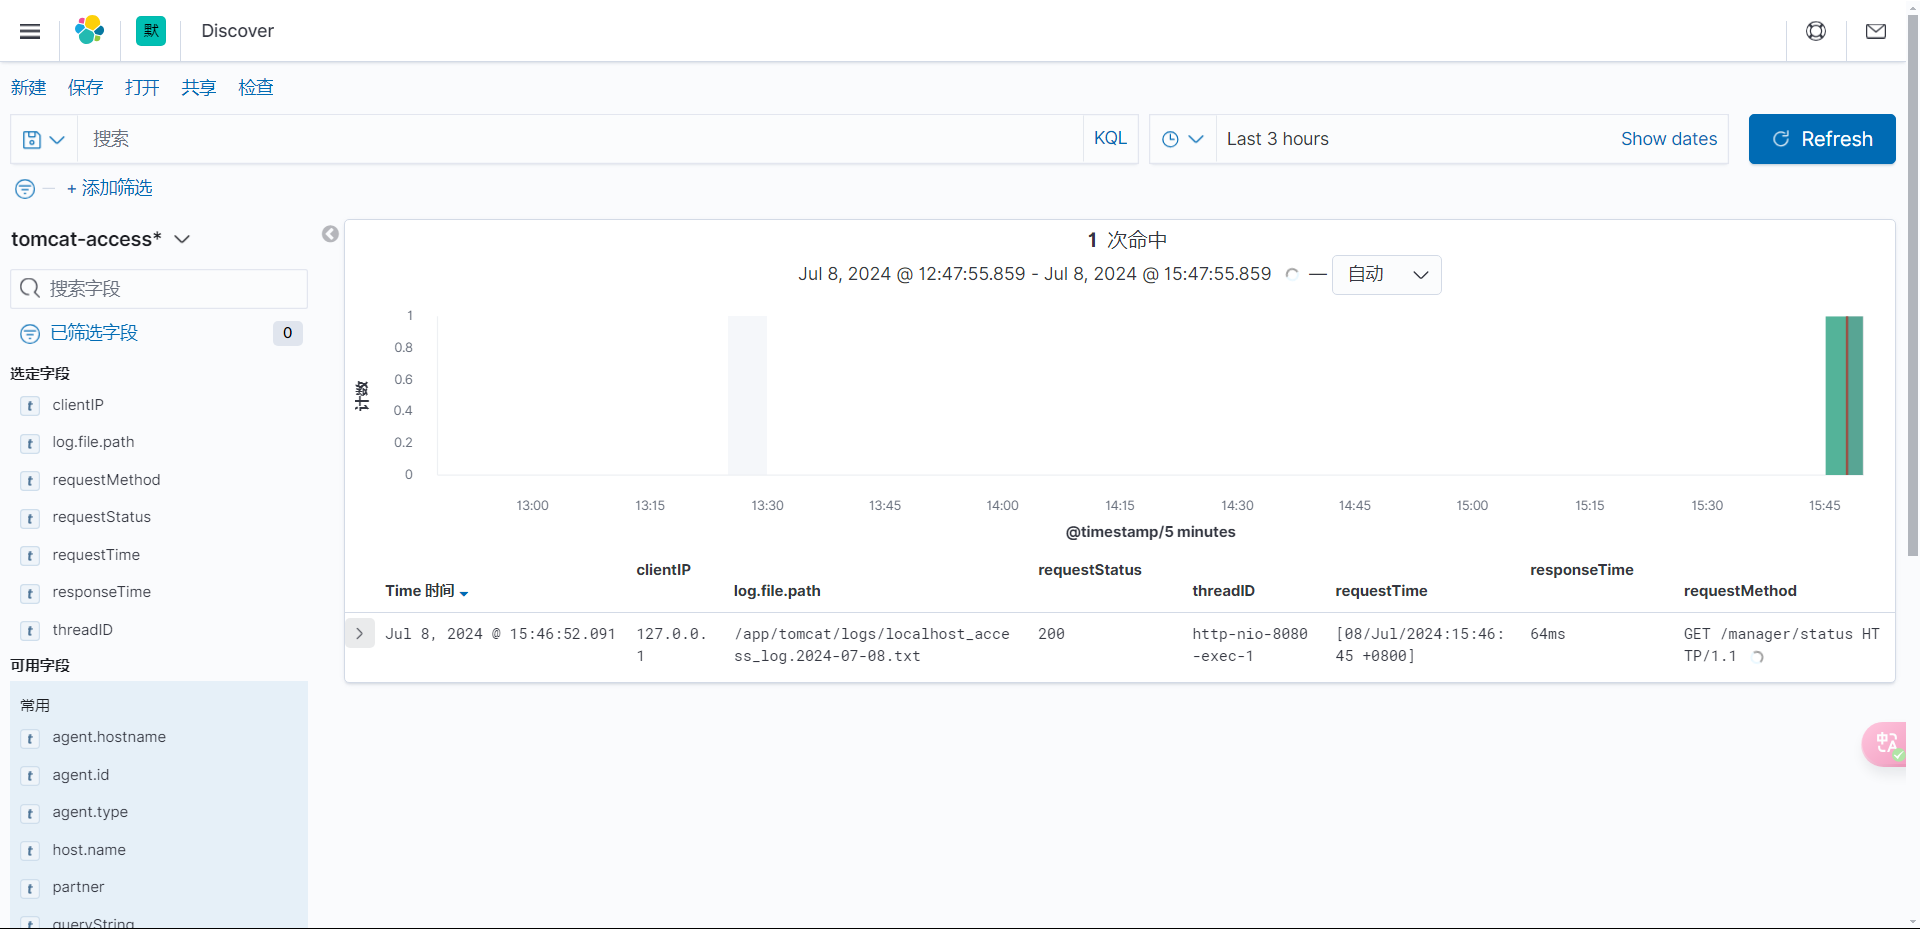 默
Discover
新建 保存 打开 共享 检查
搜索
KQL
Last 3 hours
Show dates
Refresh
+ 添加筛选
tomcat-access*
搜索字段
已筛选字段 0
选定字段
t clientIP
t log.file.path
t requestMethod
t requestStatus
t requestTime
t responseTime
t threadID
可用字段
常用
t agent.hostname
t agent.id
t agent.type
t host.name
t partner
t queryString
1 次命中
Jul 8, 2024 @ 12:47:55.859 - Jul 8, 2024 @ 15:47:55.859 — 自动
计数
1
0.8
0.6
0.4
0.2
0
13:00 13:15 13:30 13:45 14:00 14:15 14:30 14:45 15:00 15:15 15:30 15:45
@timestamp/5 minutes
Time 时间 clientIP log.file.path requestStatus threadID requestTime responseTime requestMethod
Jul 8, 2024 @ 15:46:52.091 127.0.0. /app/tomcat/logs/localhost_acce 200 http-nio-8080 [08/Jul/2024:15:46: 64ms GET /manager/status HT
1 ss_log.2024-07-08.txt -exec-1 45 +0800] TP/1.1
中 A